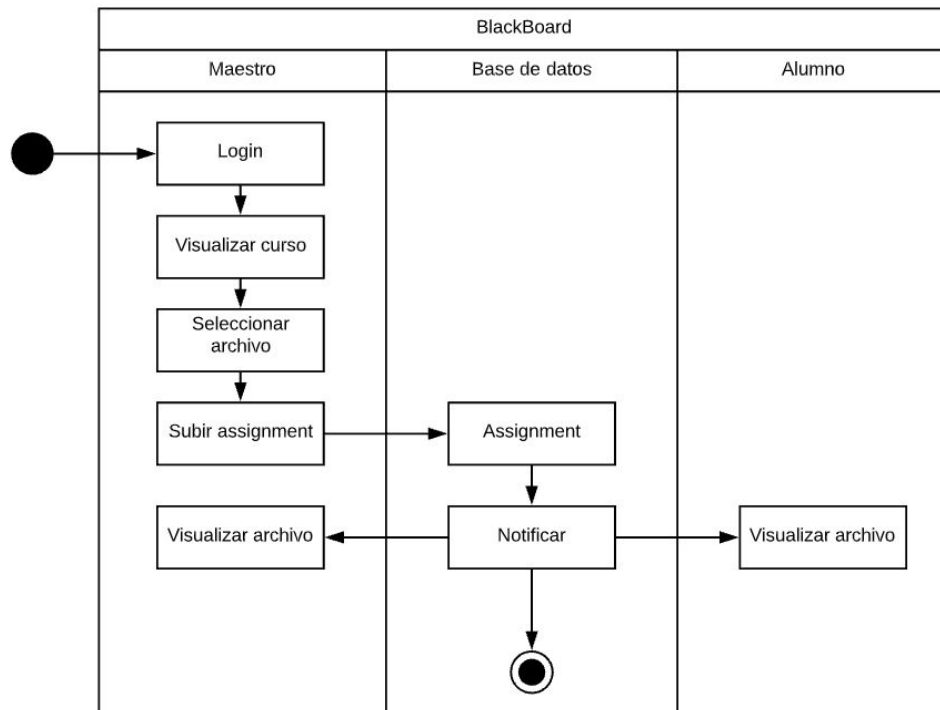 BlackBoard
Maestro
Base de datos
Alumno
Login
Visualizar curso
Seleccionar
archivo
Subir assignment
Assignment
Visualizar archivo
Notificar
Visualizar archivo